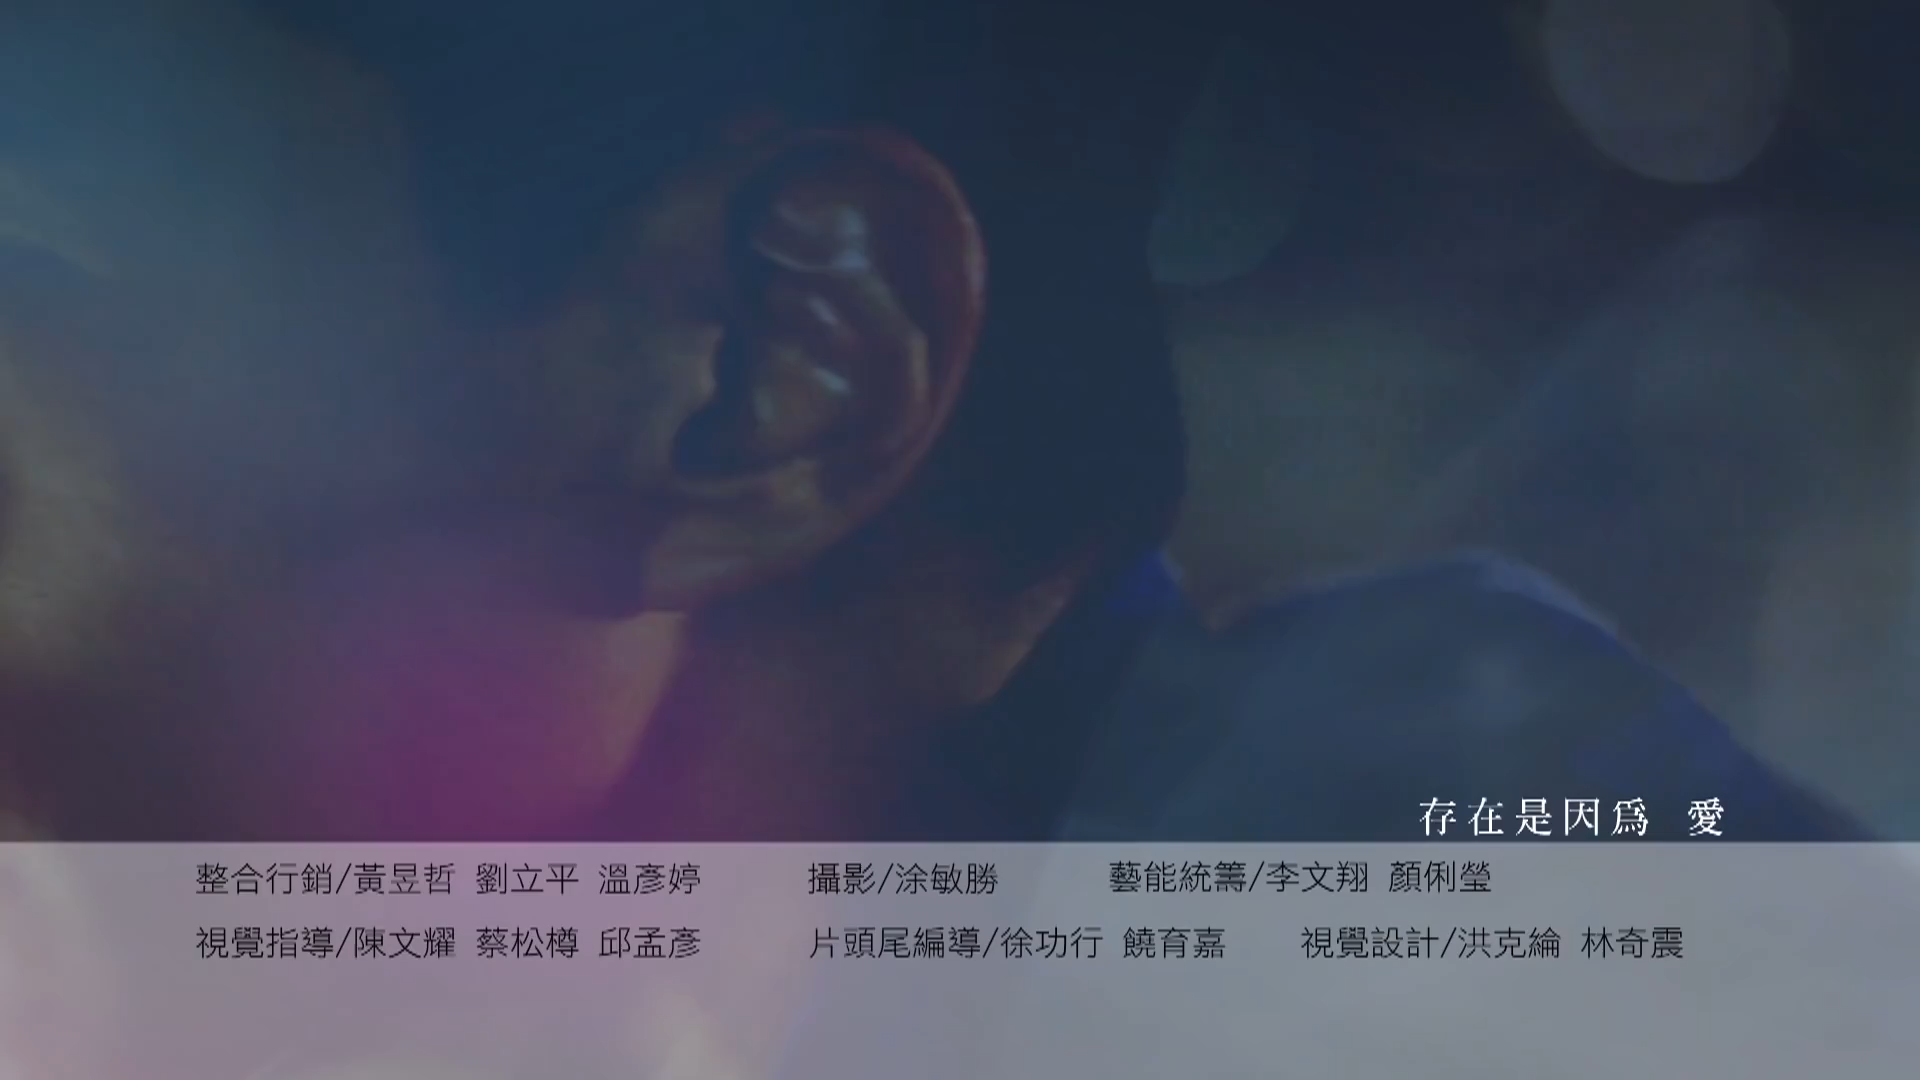 存在是因為 愛
整合行銷/黃昱哲 劉立平 溫彥婷 攝影/涂敏勝 藝能統籌/李文翔 顏俐瑩
視覺指導/陳文耀 蔡松樽 邱孟彥 片頭尾編導/徐功行 饒育嘉 視覺設計/洪克綸 林奇震